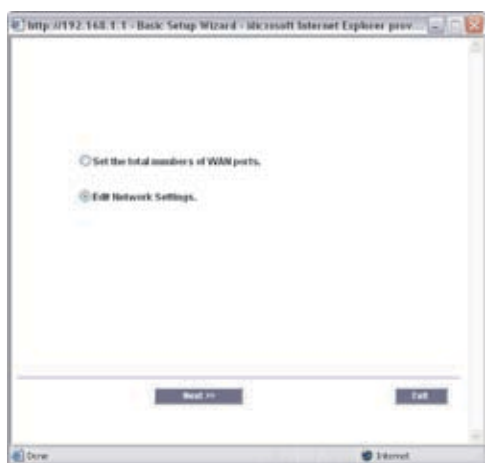 http://192.168.1.1 - Basic Setup Wizard - Microsoft Internet Explorer prov...
Set the total numbers of WAN ports.
Edit Network Settings.
Next >>
Exit
Done
Internet